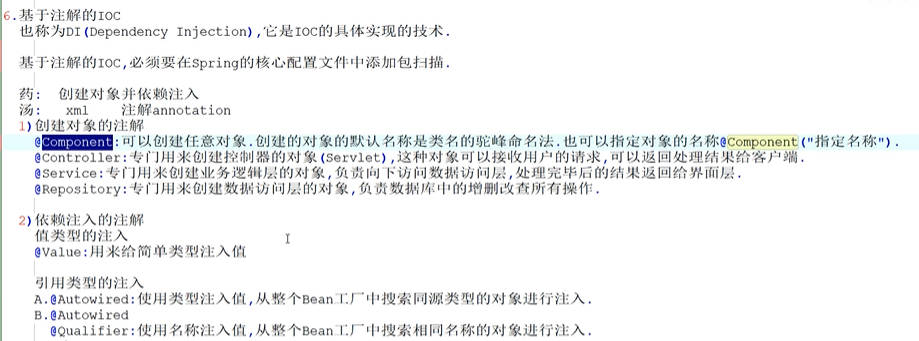 6.基于注解的IOC
也称为DI(Dependency Injection),它是IOC的具体实现的技术.
基于注解的IOC,必须要在Spring的核心配置文件中添加包扫描.
药: 创建对象并依赖注入
汤: xml 注解annotation
1)创建对象的注解
@Component:可以创建任意对象.创建的对象的默认名称是类名的驼峰命名法.也可以指定对象的名称@Component("指定名称").
@Controller:专门用来创建控制器的对象(Servlet),这种对象可以接收用户的请求,可以返回处理结果给客户端.
@Service:专门用来创建业务逻辑层的对象,负责向下访问数据访问层,处理完毕后的结果返回给界面层.
@Repository:专门用来创建数据访问层的对象,负责数据库中的增删改查所有操作.
2)依赖注入的注解
值类型的注入
@Value:用来给简单类型注入值
引用类型的注入
A.@Autowired:使用类型注入值,从整个Bean工厂中搜索同源类型的对象进行注入.
B.@Autowired
@Qualifier:使用名称注入值,从整个Bean工厂中搜索相同名称的对象进行注入.